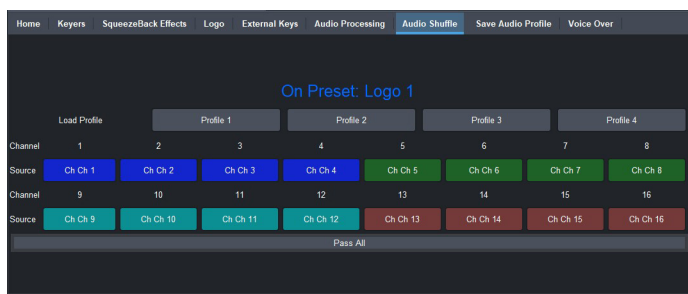 Home Keyers SqueezeBack Effects Logo External Keys Audio Processing Audio Shuffle Save Audio Profile Voice Over
On Preset: Logo 1
Load Profile Profile 1 Profile 2 Profile 3 Profile 4
Channel 1 2 3 4 5 6 7 8
Source Ch Ch 1 Ch Ch 2 Ch Ch 3 Ch Ch 4 Ch Ch 5 Ch Ch 6 Ch Ch 7 Ch Ch 8
Channel 9 10 11 12 13 14 15 16
Source Ch Ch 9 Ch Ch 10 Ch Ch 11 Ch Ch 12 Ch Ch 13 Ch Ch 14 Ch Ch 15 Ch Ch 16
Pass All